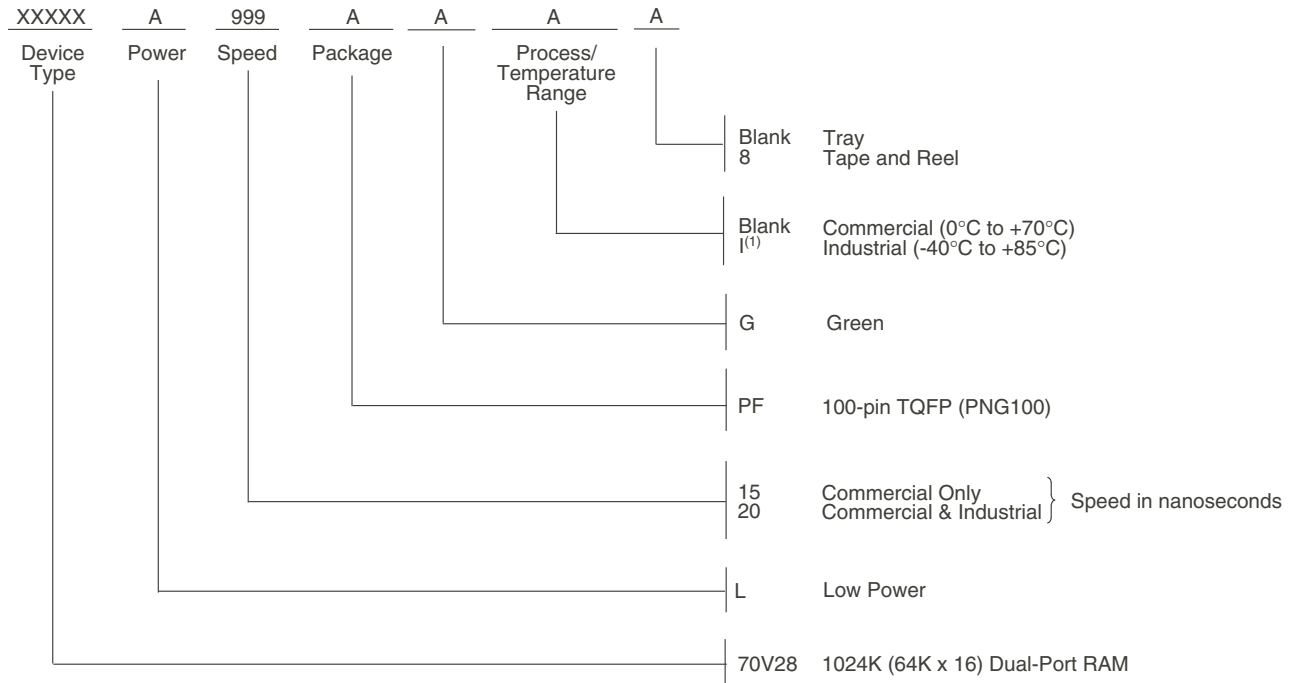 XXXXX A 999 A A A A
Device Type
Power
Speed
Package
Process/
Temperature
Range
Blank Tray
8 Tape and Reel
Blank Commercial (0°C to +70°C)
I(1) Industrial (-40°C to +85°C)
G Green
PF 100-pin TQFP (PNG100)
15 Commercial Only
20 Commercial & Industrial
Speed in nanoseconds
L Low Power
70V28 1024K (64K x 16) Dual-Port RAM